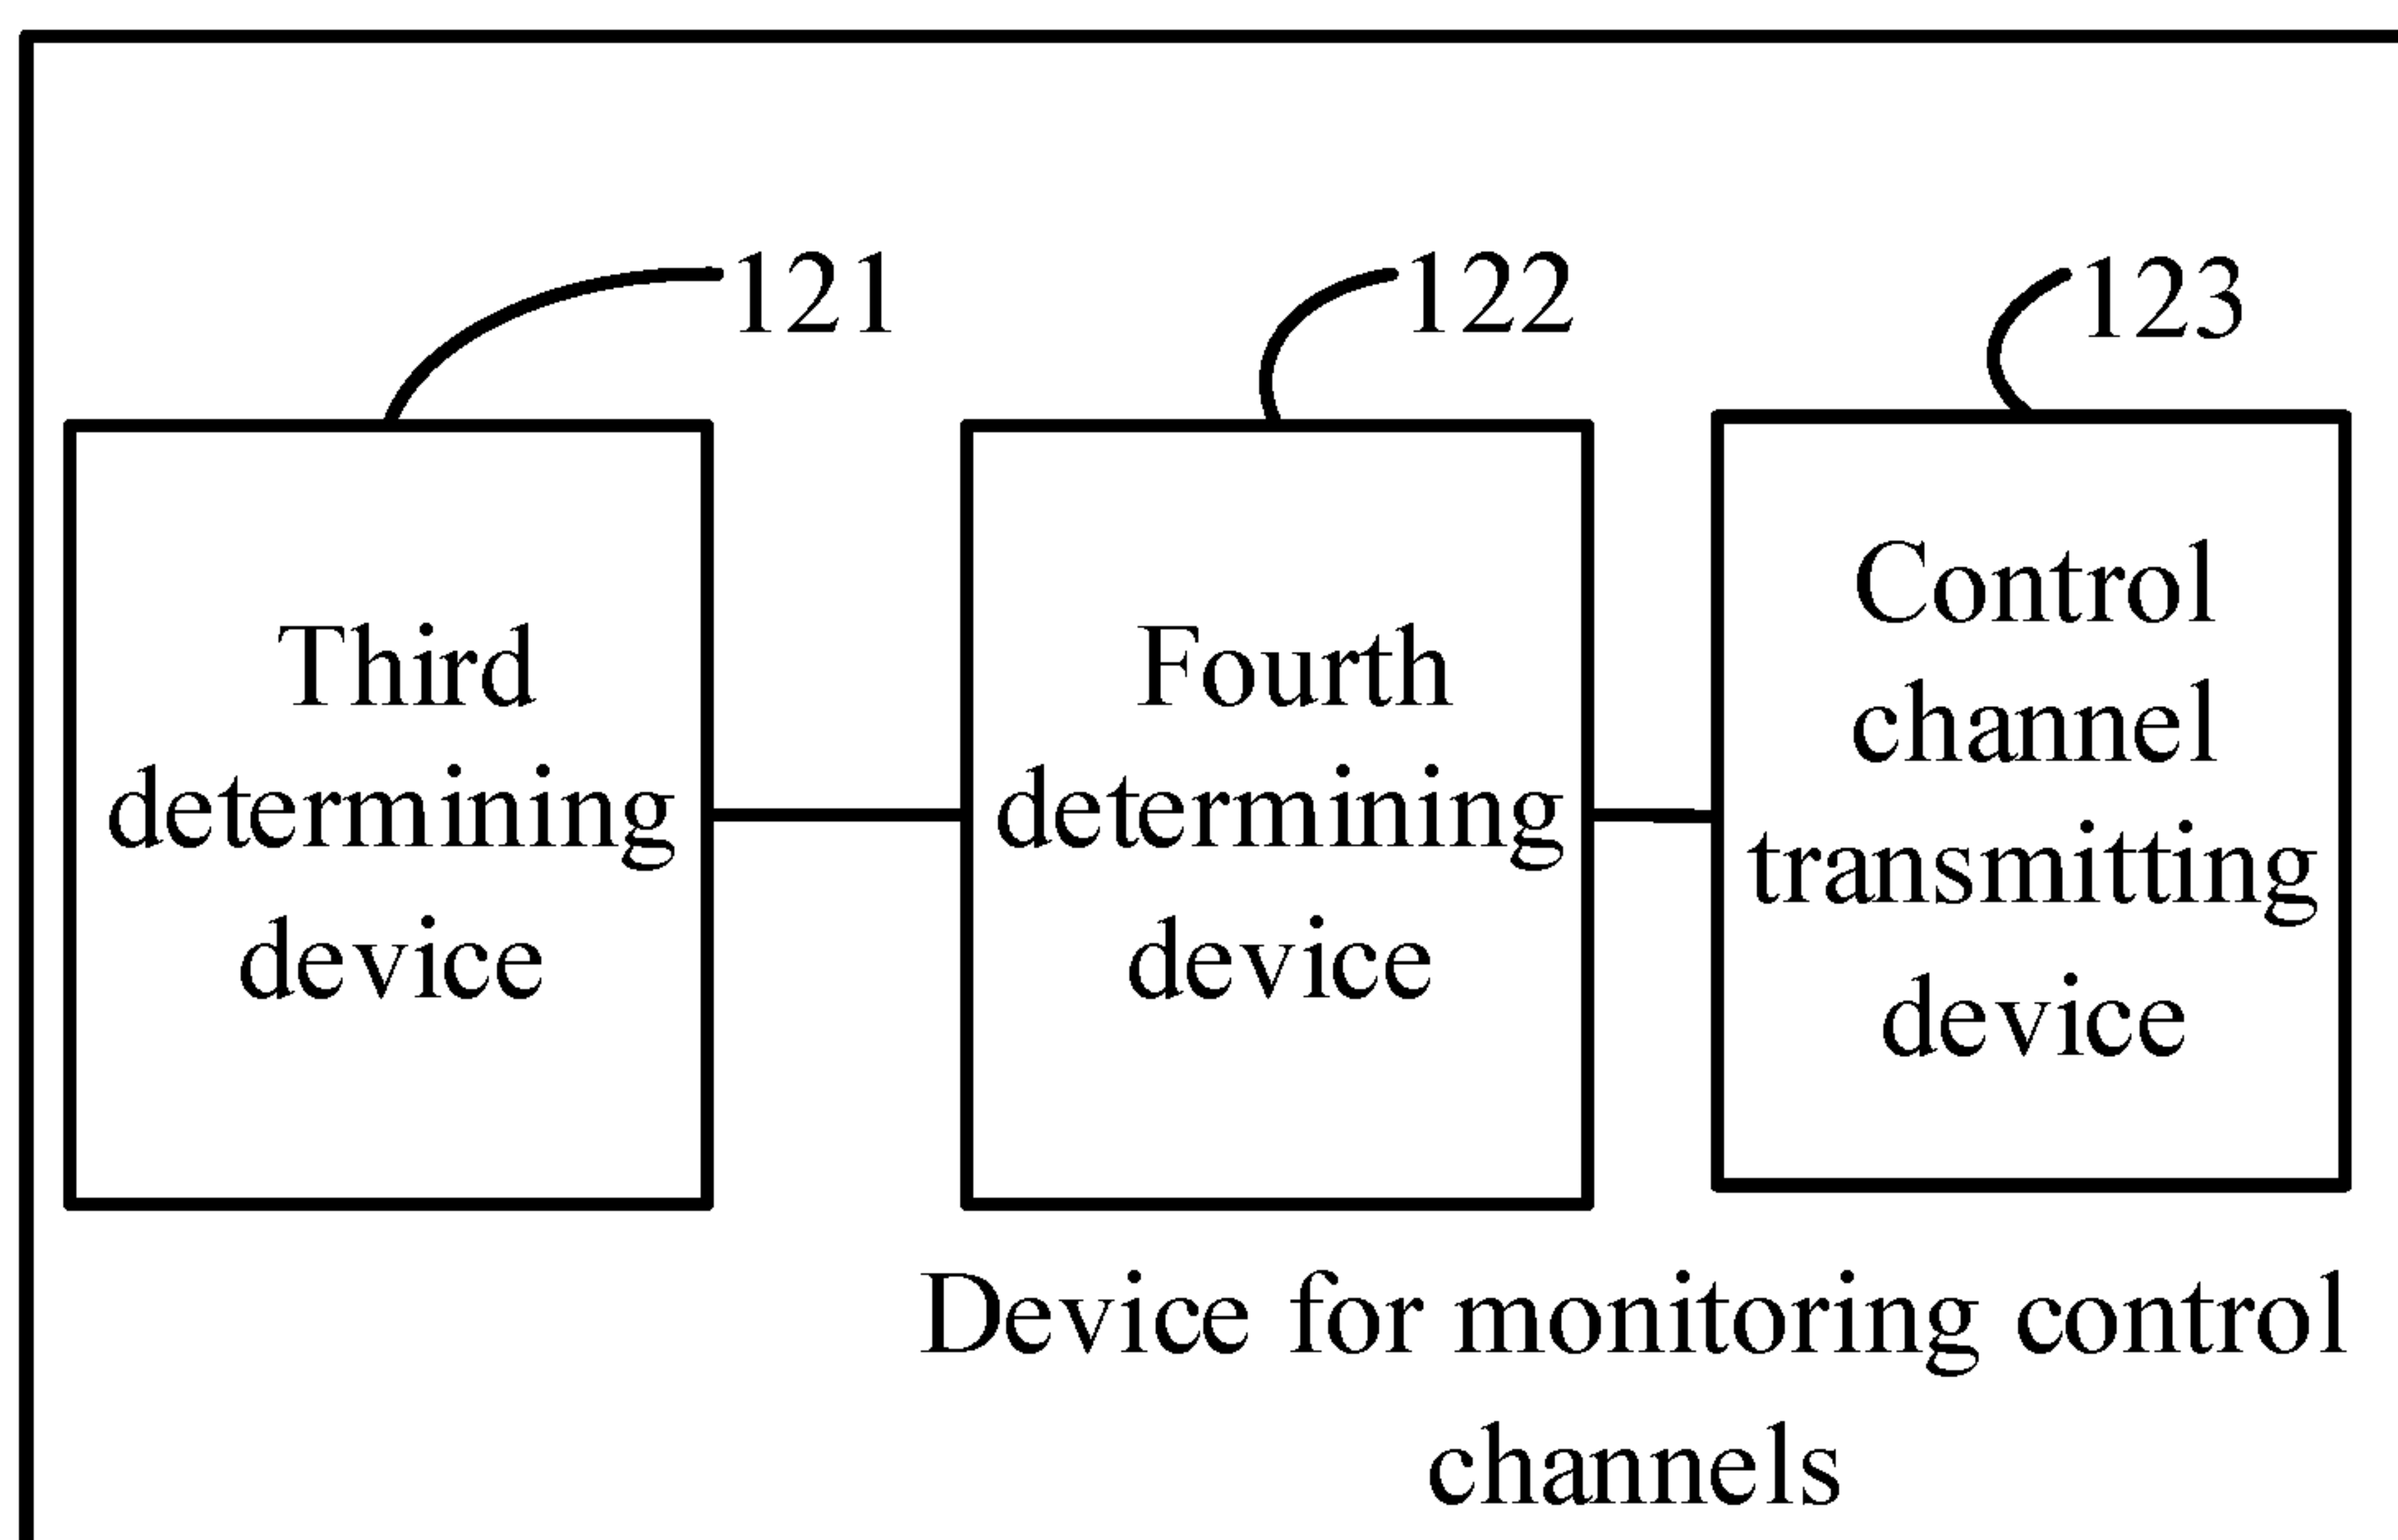 121
122
123
Third
determining
device
Fourth
determining
device
Control
channel
transmitting
device
Device for monitoring control
channels